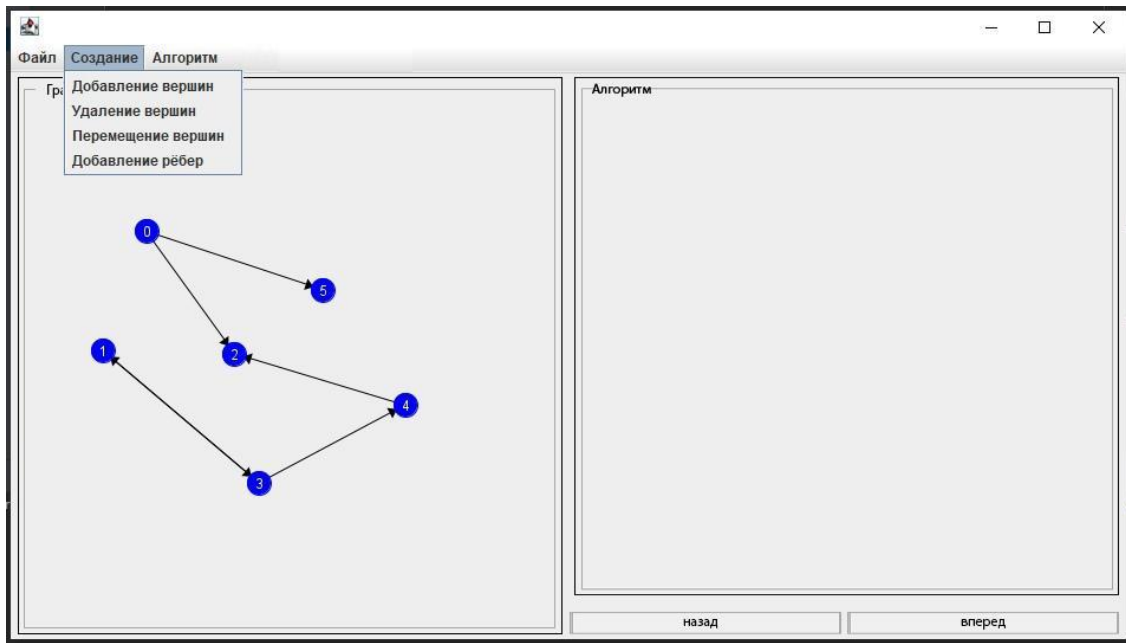 Файл Создание Алгоритм
Добавление вершин
Удаление вершин
Перемещение вершин
Добавление рёбер
Алгоритм
0
5
1
2
4
3
назад вперед